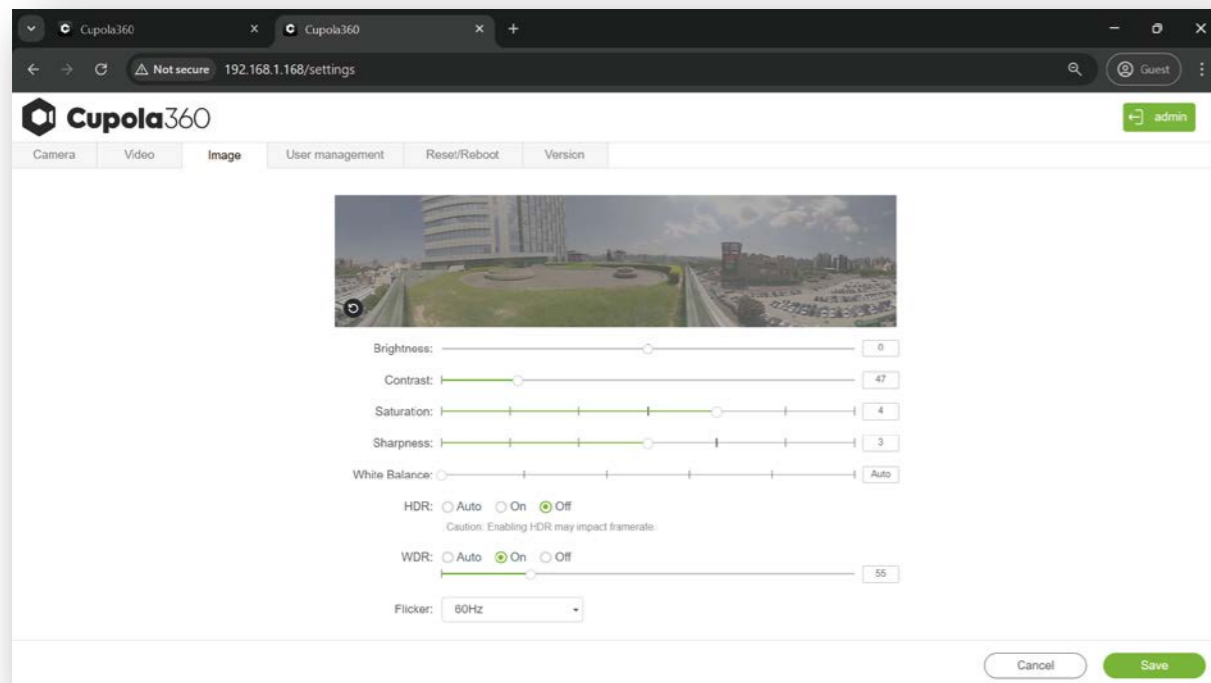 Cupola360
Cupola360
Not secure 192.168.1.168/settings
Guest
Cupola360
admin
Camera Video Image User management Reset/Reboot Version
Brightness: 0
Contrast: 47
Saturation: 4
Sharpness: 3
White Balance: Auto
HDR: Auto On Off
Caution: Enabling HDR may impact framerate.
WDR: Auto On Off
55
Flicker: 60Hz
Cancel Save